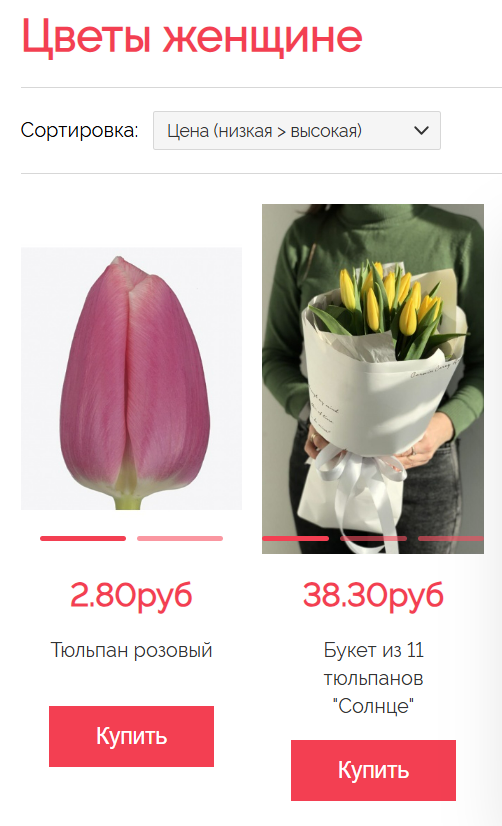 Цветы женщине
Сортировка: Цена (низкая > высокая)
2.80руб
Тюльпан розовый
Купить
38.30руб
Букет из 11
тюльпанов
"Солнце"
Купить